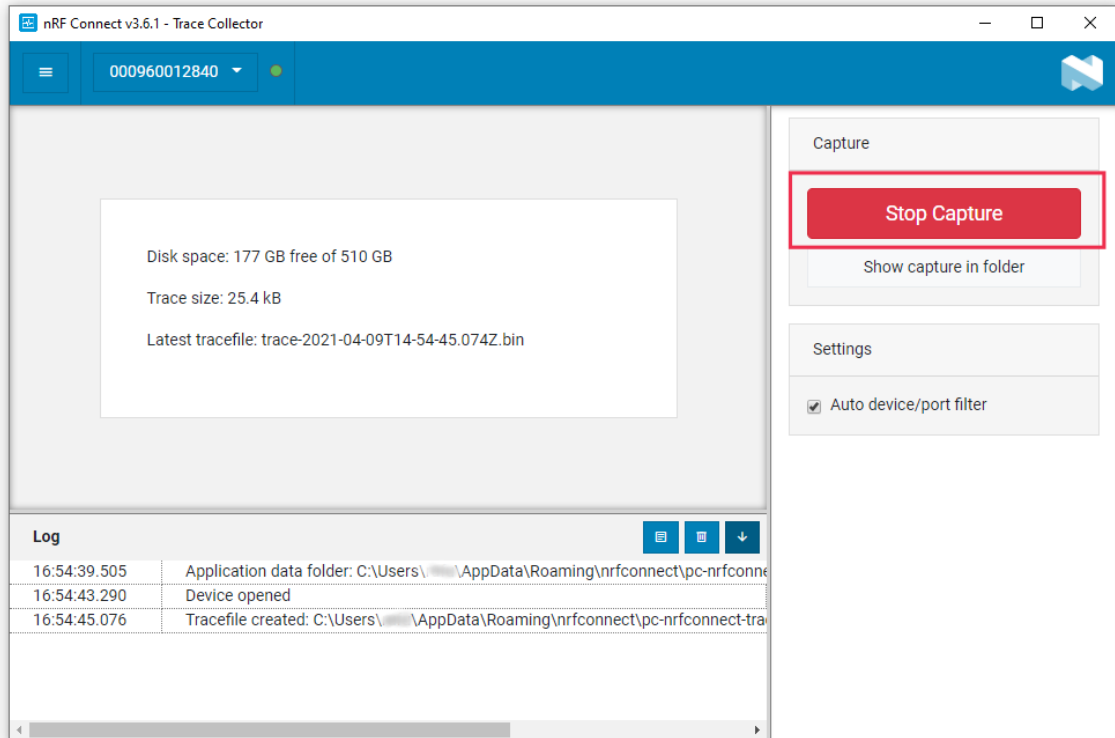 nRF Connect v3.6.1 - Trace Collector
000960012840
Capture
Stop Capture
Show capture in folder
Disk space: 177 GB free of 510 GB
Trace size: 25.4 kB
Latest tracefile: trace-2021-04-09T14-54-45.074Z.bin
Settings
Auto device/port filter
Log
16:54:39.505 Application data folder: C:\Users\ \AppData\Roaming\nrfconnect\pc-nrfconne
16:54:43.290 Device opened
16:54:45.076 Tracefile created: C:\Users\ \AppData\Roaming\nrfconnect\pc-nrfconnect-tra